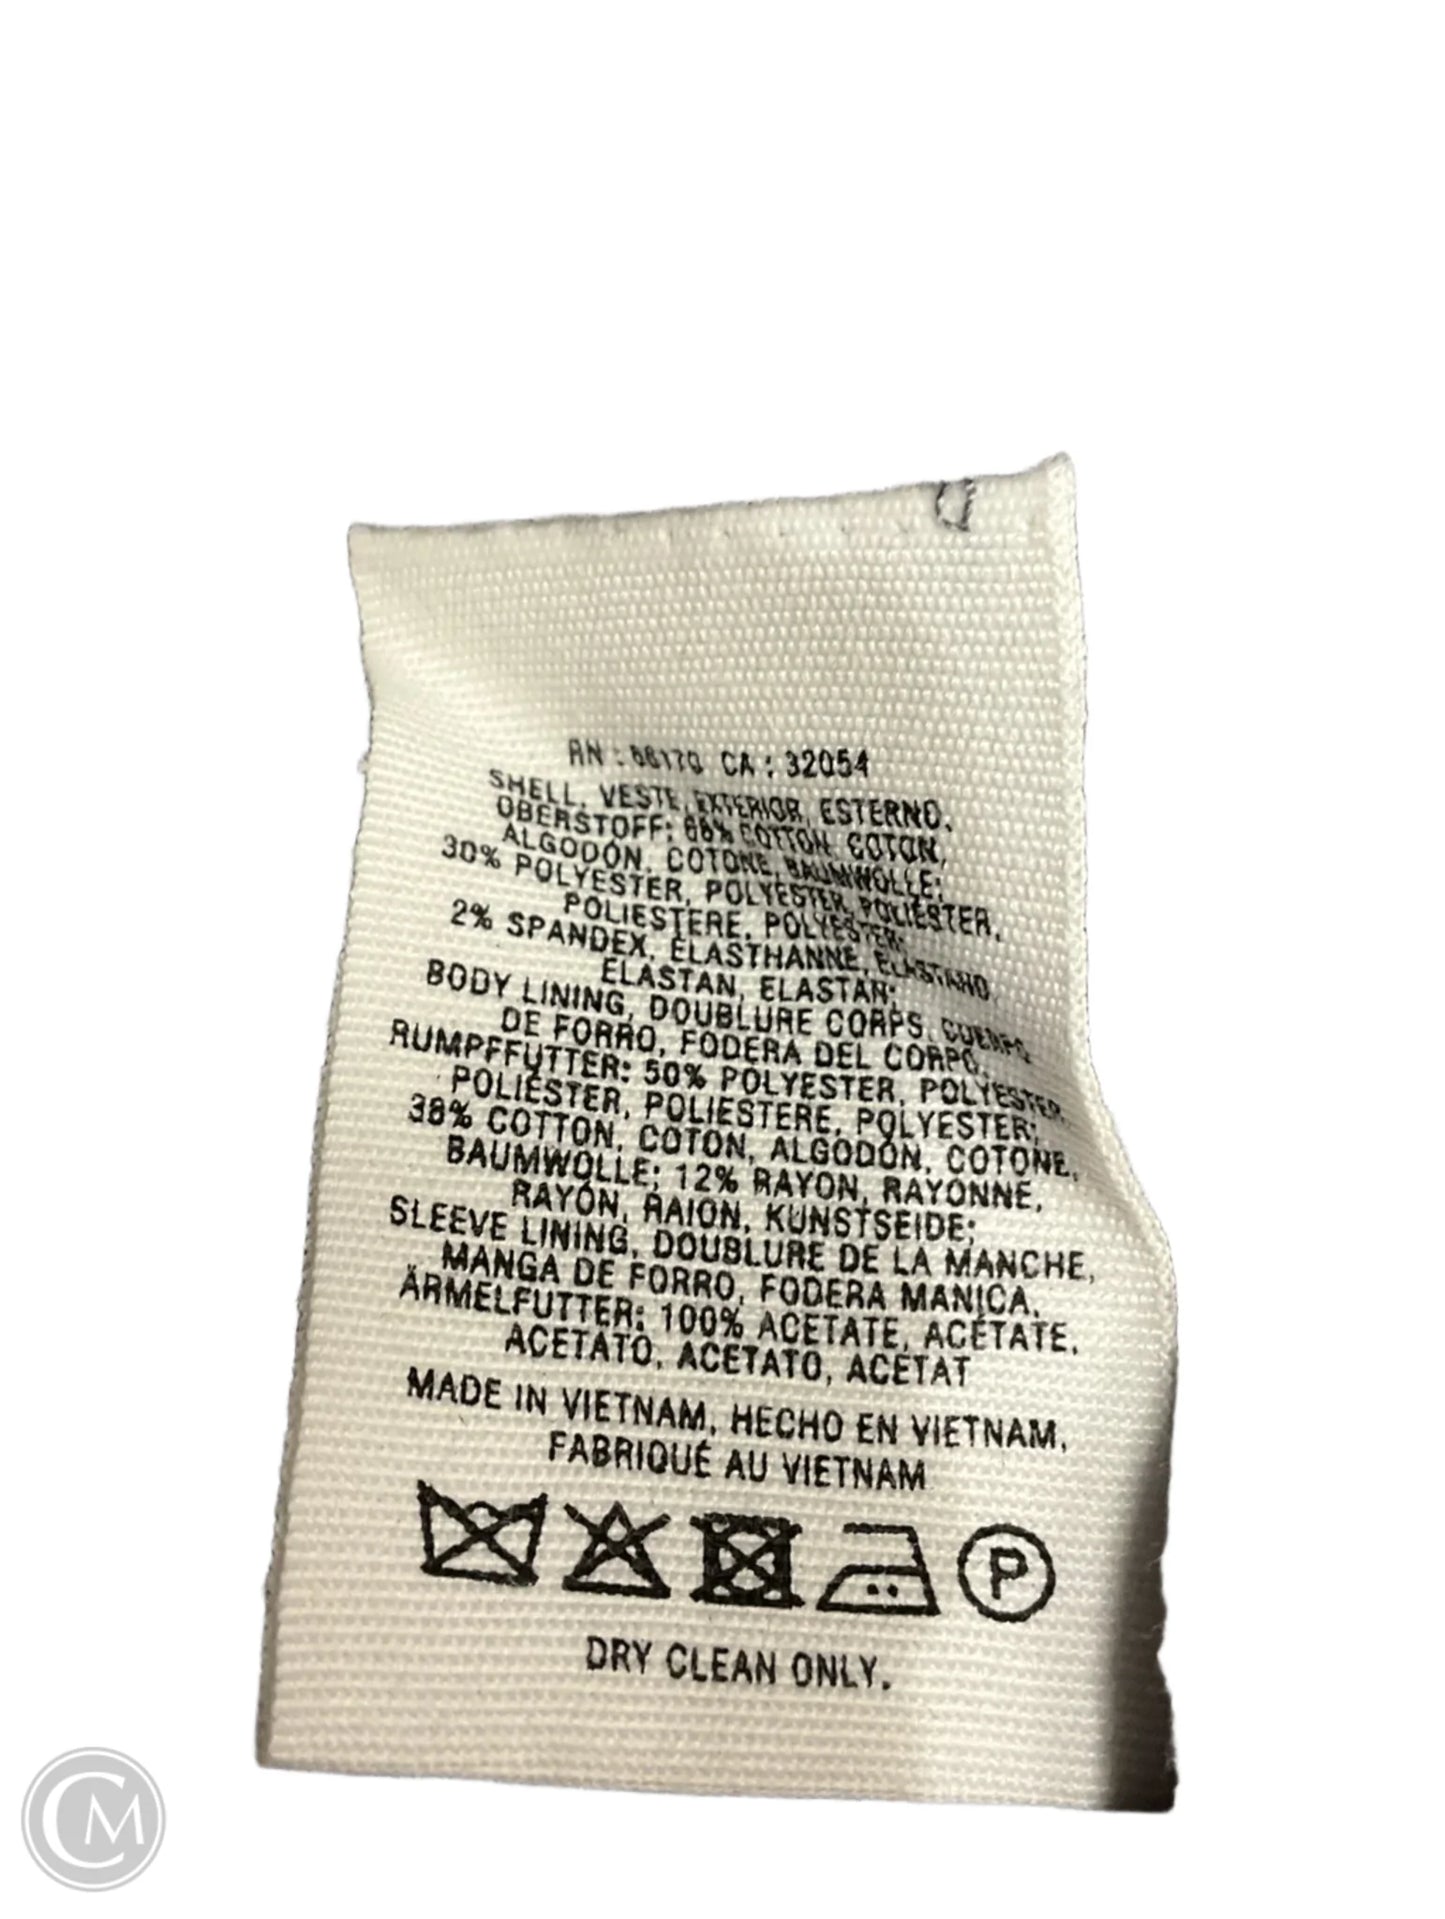 RN : 66170 CA : 32054
SHELL, VESTE, EXTERIOR, ESTERNO,
OBERSTOFF: 68% COTTON, COTON,
ALGODÓN, COTONE, BAUMWOLLE;
30% POLYESTER, POLYESTER, POLIÉSTER,
POLIESTERE, POLYESTER;
2% SPANDEX, ÉLASTHANNE, ELASTANO,
ELASTAN, ELASTAN;
BODY LINING, DOUBLURE CORPS, CUERPO
DE FORRO, FODERA DEL CORPO,
RUMPFFUTTER: 50% POLYESTER, POLYESTER,
POLIÉSTER, POLIESTERE, POLYESTER;
38% COTTON, COTON, ALGODÓN, COTONE,
BAUMWOLLE; 12% RAYON, RAYONNE,
RAYÓN, RAION, KUNSTSEIDE;
SLEEVE LINING, DOUBLURE DE LA MANCHE,
MANGA DE FORRO, FODERA MANICA,
ÄRMELFUTTER: 100% ACETATE, ACÉTATE,
ACETATO, ACETATO, ACETAT
MADE IN VIETNAM, HECHO EN VIETNAM,
FABRIQUÉ AU VIETNAM
P
DRY CLEAN ONLY.
CM